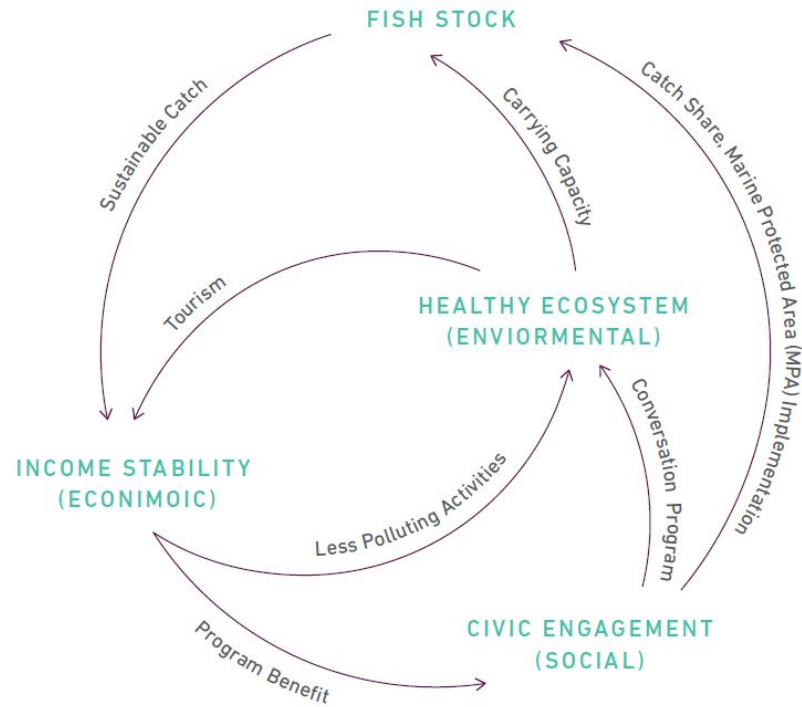 FISH STOCK
Sustainable Catch
Carrying Capacity
Catch Share, Marine Protected Area (MPA) Implementation
Tourism
HEALTHY ECOSYSTEM
(ENVIORMENTAL)
INCOME STABILITY
(ECONIMOIC)
Less Polluting Activities
Conversation Program
Program Benefit
CIVIC ENGAGEMENT
(SOCIAL)